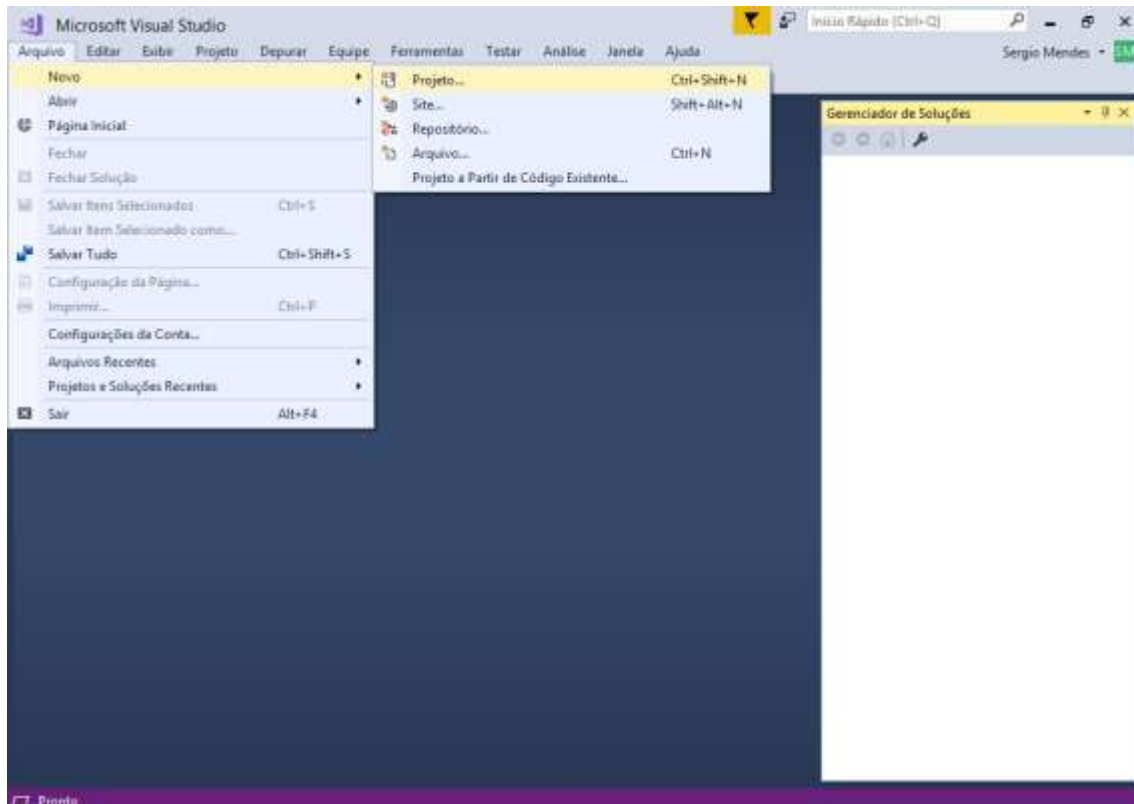 Microsoft Visual Studio
Início Rápido (Ctrl+Q)
Arquivo Editar Exibir Projeto Depurar Equipe Ferramentas Testar Análise Janela Ajuda
Sergio Mendes
EM
Novo
Abrir
Página Inicial
Fechar
Fechar Solução
Salvar Itens Selecionados Ctrl+S
Salvar Item Selecionado como...
Salvar Tudo Ctrl+Shift+S
Configuração da Página...
Imprimir... Ctrl+P
Configurações da Conta...
Arquivos Recentes
Projetos e Soluções Recentes
Sair Alt+F4
Projeto... Ctrl+Shift+N
Site... Shift+Alt+N
Repositório...
Arquivo... Ctrl+N
Projeto a Partir de Código Existente...
Gerenciador de Soluções
Pronto